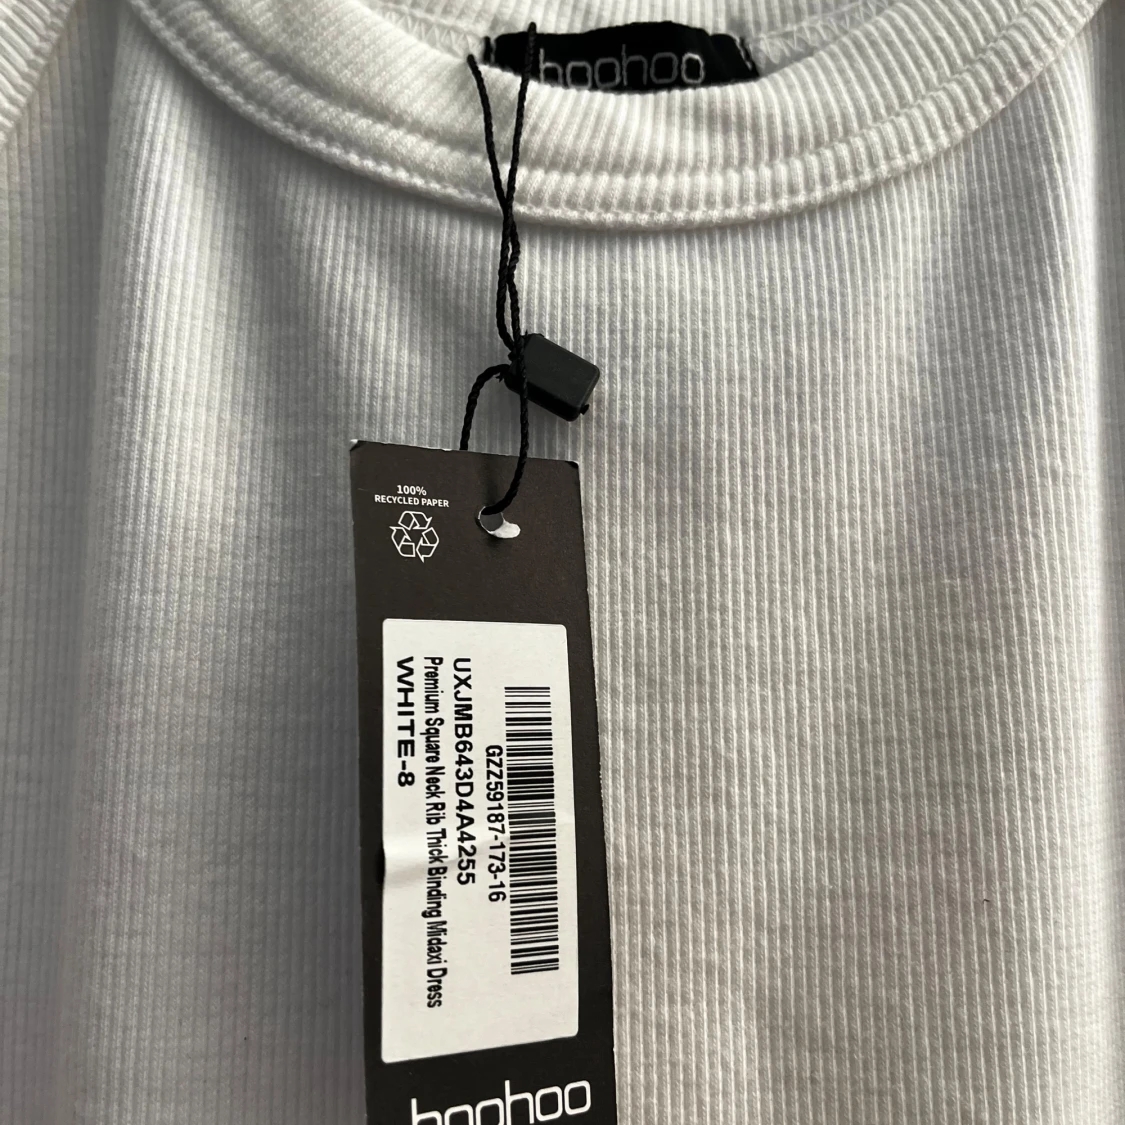 boohoo
100%
RECYCLED PAPER
GZZ59187-173-16
UXJMB643D4A4255
Premium Square Neck Rib Thick Binding Midaxi Dress
WHITE-8
boohoo